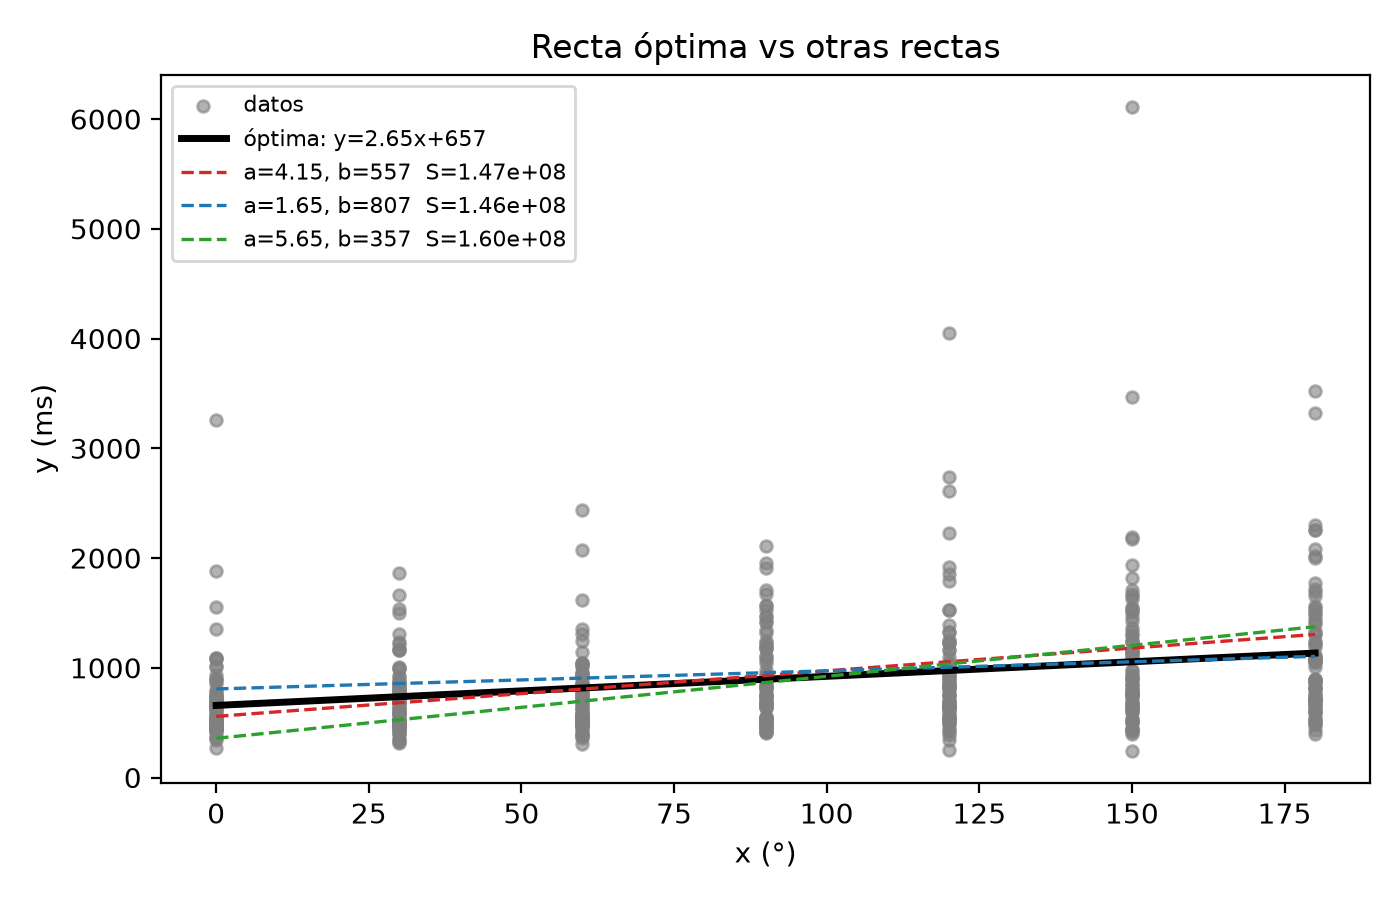 Recta óptima vs otras rectas
datos
óptima: y=2.65x+657
a=4.15, b=557  S=1.47e+08
a=1.65, b=807  S=1.46e+08
a=5.65, b=357  S=1.60e+08
6000
5000
4000
3000
2000
1000
0
y (ms)
0 25 50 75 100 125 150 175
x (°)